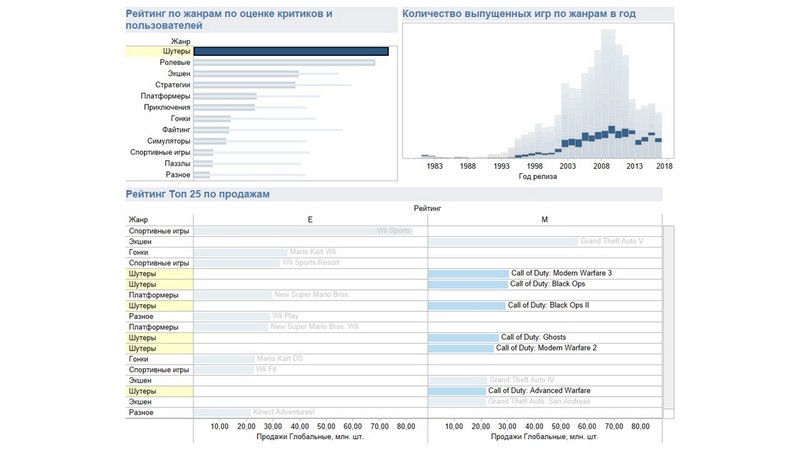 Рейтинг по жанрам по оценке критиков и
пользователей
Жанр
Шутеры
Ролевые
Экшен
Стратегии
Платформеры
Приключения
Гонки
Файтинг
Симуляторы
Спортивные игры
Паззлы
Разное
Количество выпущенных игр по жанрам в год
1983 1988 1993 1998 2003 2008 2013 2018
Год релиза
Рейтинг Топ 25 по продажам
Рейтинг
Жанр E M
Спортивные игры Wii Sports
Экшен Grand Theft Auto V
Гонки Mario Kart Wii
Спортивные игры Wii Sports Resort
Шутеры Call of Duty: Modern Warfare 3
Шутеры Call of Duty: Black Ops
Платформеры New Super Mario Bros.
Шутеры Call of Duty: Black Ops II
Разное Wii Play
Платформеры New Super Mario Bros. Wii
Шутеры Call of Duty: Ghosts
Шутеры Call of Duty: Modern Warfare 2
Гонки Mario Kart DS
Спортивные игры Wii Fit
Экшен Grand Theft Auto IV
Шутеры Call of Duty: Advanced Warfare
Экшен Grand Theft Auto: San Andreas
Разное Kinect Adventures!
10,00 20,00 30,00 40,00 50,00 60,00 70,00 80,00 10,00 20,00 30,00 40,00 50,00 60,00 70,00 80,00
Продажи Глобальные, млн. шт. Продажи Глобальные, млн. шт.